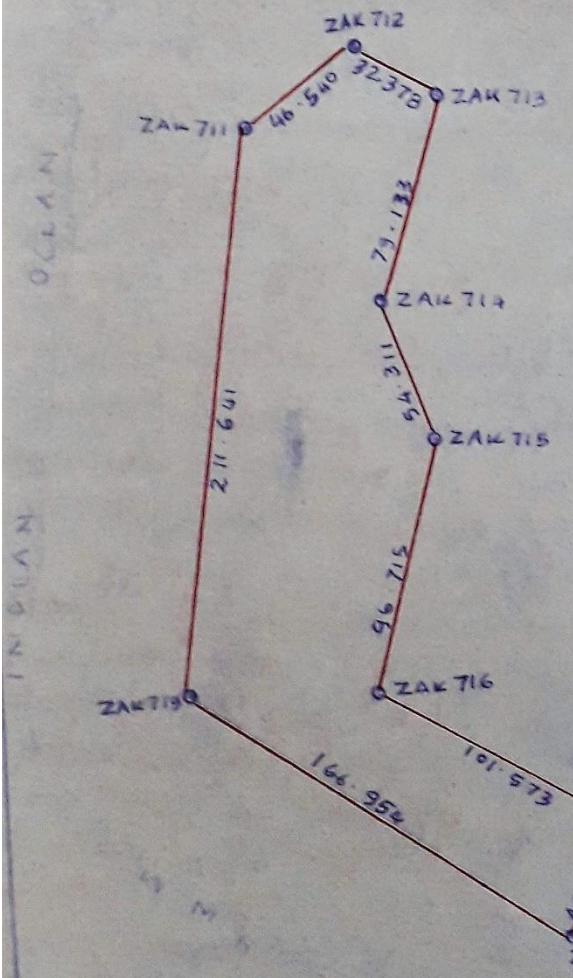 ZAK 712
32.378
46.540
ZAK 713
ZAK 711
79.133
OCEAN
ZAK 714
54.311
211.641
ZAK 715
INDIAN
96.715
ZAK 716
ZAK 719
101.573
166.954